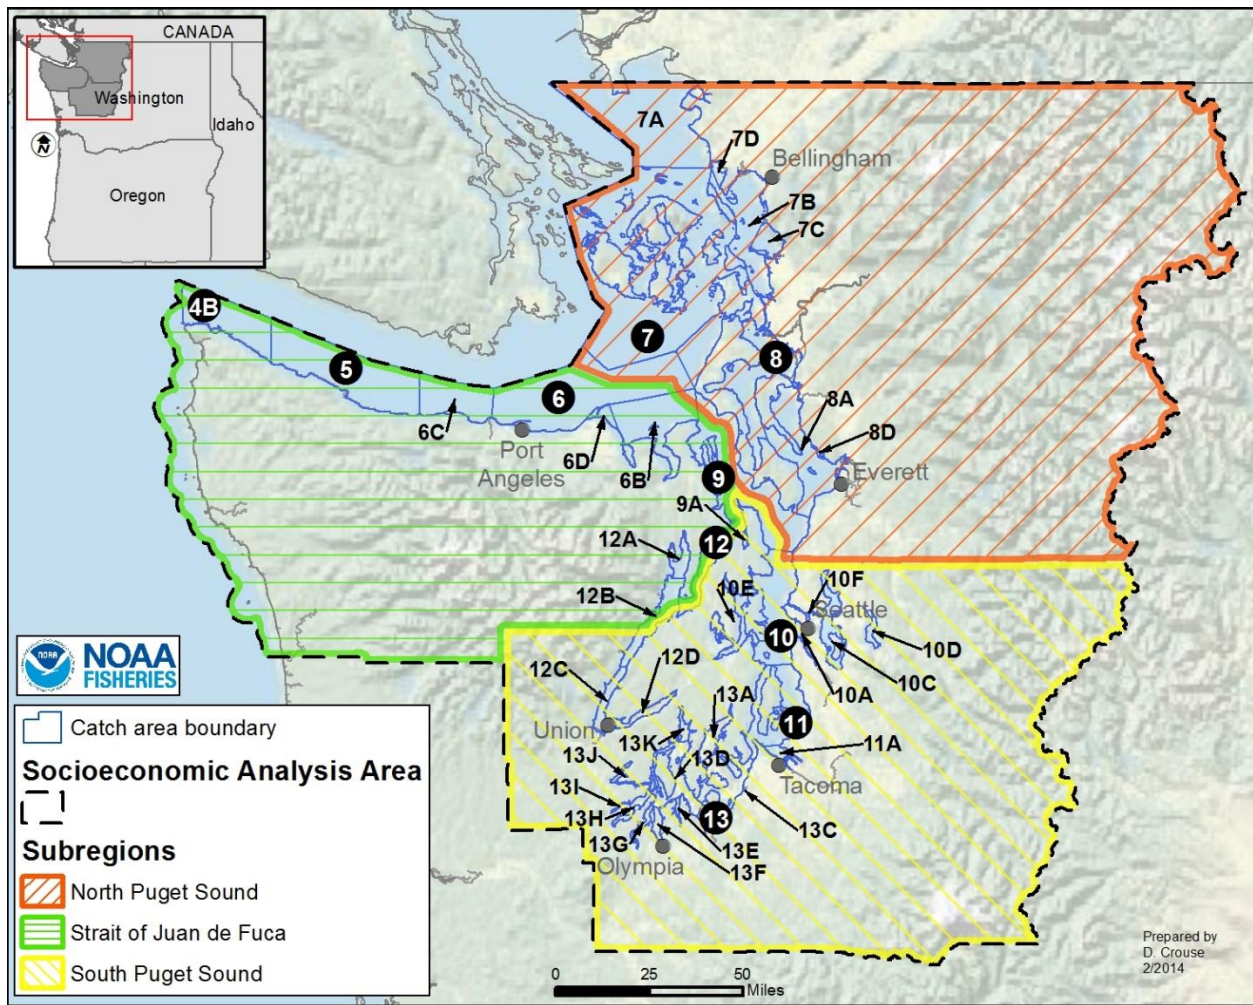 CANADA
Washington
Idaho
N
Oregon
7A
7D
Bellingham
7B
7C
4B
7
8
5
6
6C
Port
Angeles
6D
6B
8A
8D
Everett
9
9A
12A
12
10E
10F
Seattle
12B
10
10D
12C
12D
10A
10C
13A
Union
11
13K
11A
13J
13D
Tacoma
13I
13H
13
13C
13G
13E
Olympia
13F
NOAA
NOAA
FISHERIES
Catch area boundary
Socioeconomic Analysis Area
Subregions
North Puget Sound
Strait of Juan de Fuca
South Puget Sound
0 25 50
Miles
Prepared by
D. Crouse
2/2014